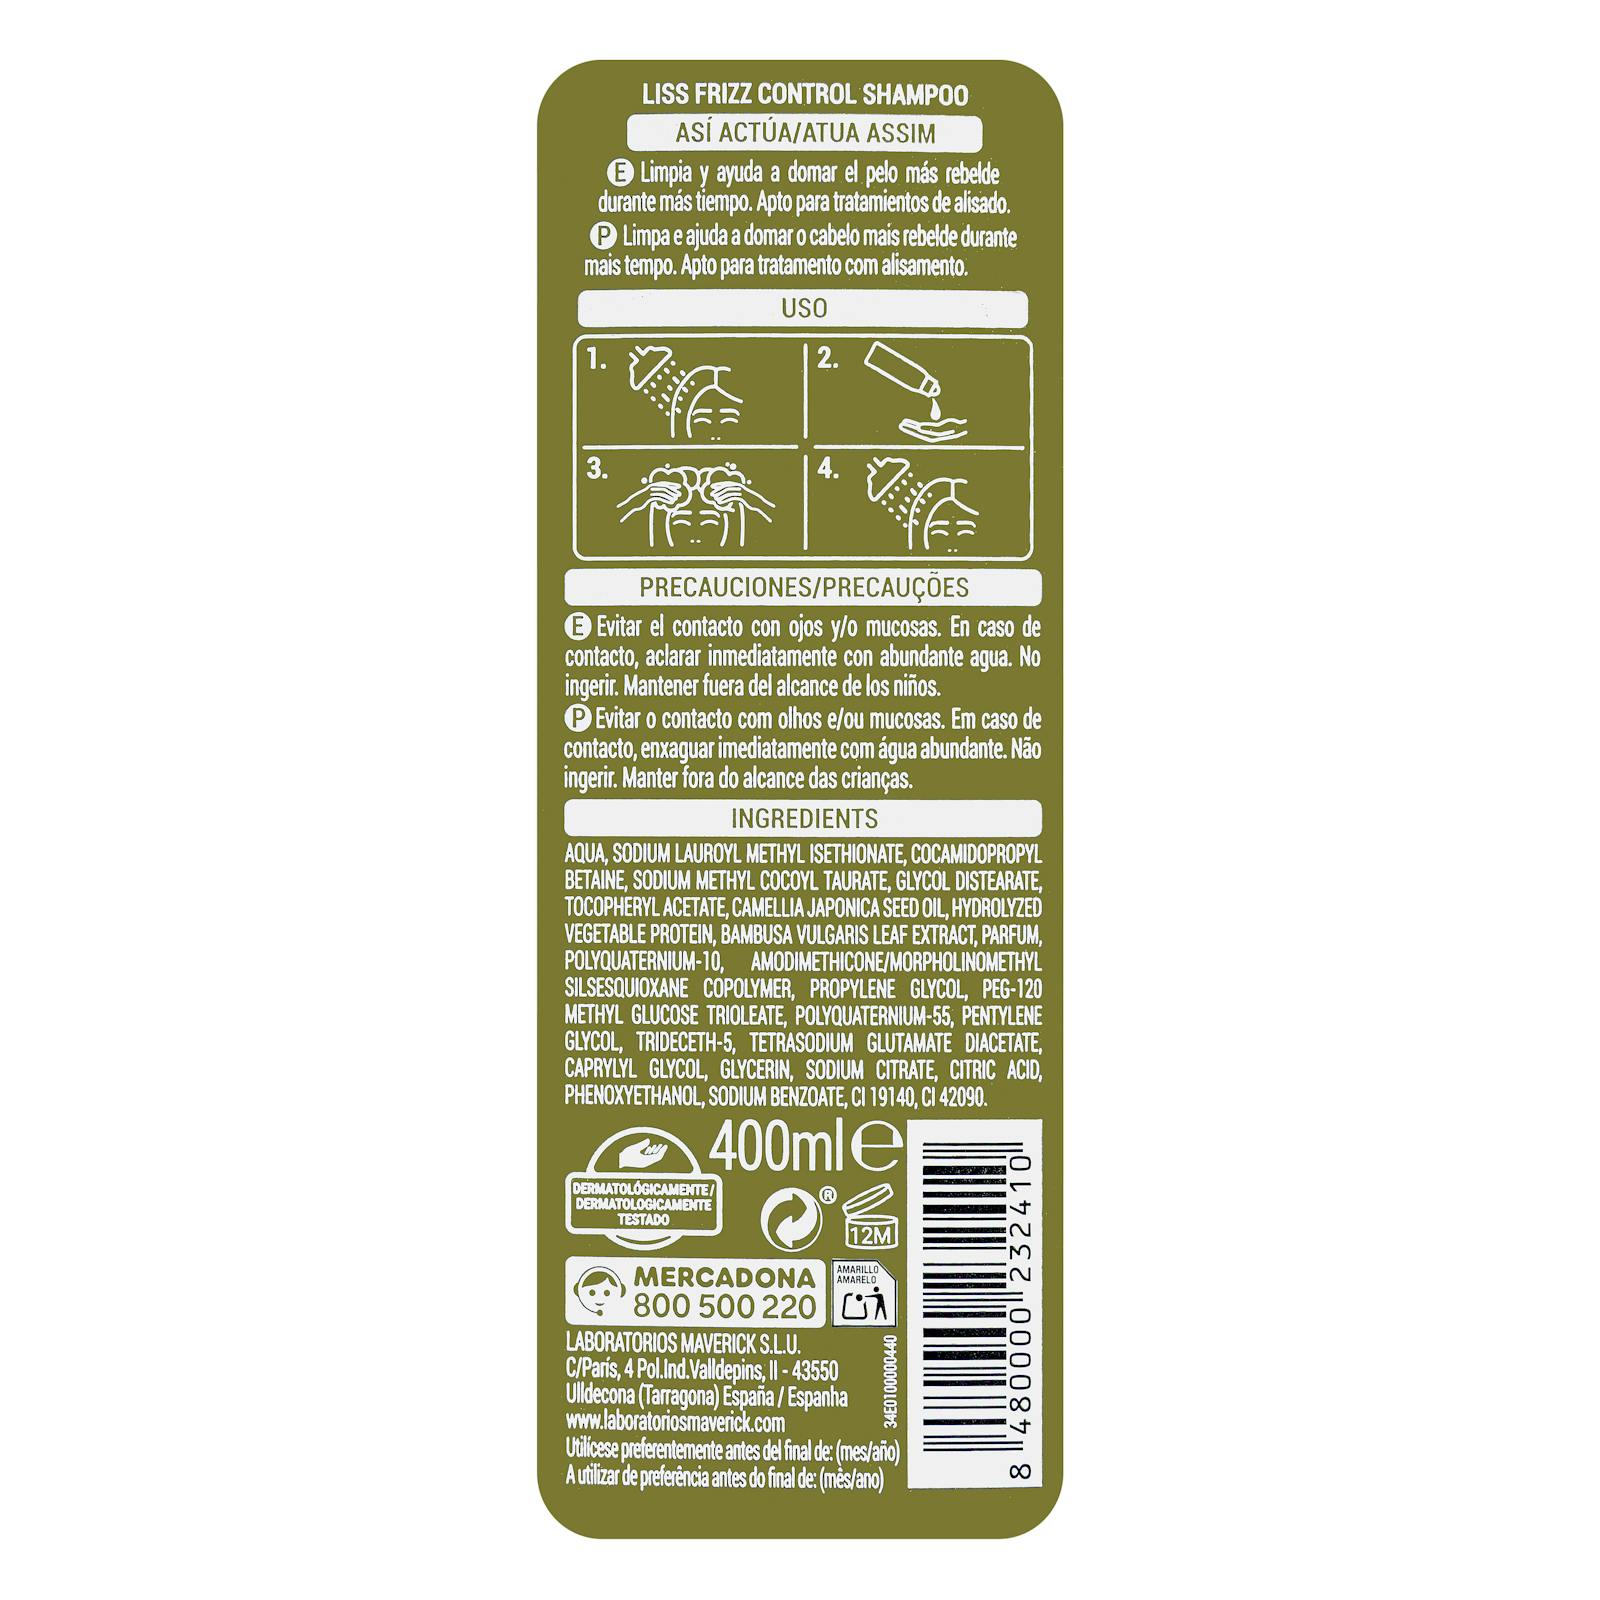 LISS FRIZZ CONTROL SHAMPOO
ASÍ ACTÚA/ATUA ASSIM
E Limpia y ayuda a domar el pelo más rebelde
durante más tiempo. Apto para tratamientos de alisado.
P Limpa e ajuda a domar o cabelo mais rebelde durante
mais tempo. Apto para tratamento com alisamento.
USO
1.
2.
3.
4.
PRECAUCIONES/PRECAUÇÕES
E Evitar el contacto con ojos y/o mucosas. En caso de
contacto, aclarar inmediatamente con abundante agua. No
ingerir. Mantener fuera del alcance de los niños.
P Evitar o contacto com olhos e/ou mucosas. Em caso de
contacto, enxaguar imediatamente com água abundante. Não
ingerir. Manter fora do alcance das crianças.
INGREDIENTS
AQUA, SODIUM LAUROYL METHYL ISETHIONATE, COCAMIDOPROPYL
BETAINE, SODIUM METHYL COCOYL TAURATE, GLYCOL DISTEARATE,
TOCOPHERYL ACETATE, CAMELLIA JAPONICA SEED OIL, HYDROLYZED
VEGETABLE PROTEIN, BAMBUSA VULGARIS LEAF EXTRACT, PARFUM,
POLYQUATERNIUM-10, AMODIMETHICONE/MORPHOLINOMETHYL
SILSESQUIOXANE COPOLYMER, PROPYLENE GLYCOL, PEG-120
METHYL GLUCOSE TRIOLEATE, POLYQUATERNIUM-55, PENTYLENE
GLYCOL, TRIDECETH-5, TETRASODIUM GLUTAMATE DIACETATE,
CAPRYLYL GLYCOL, GLYCERIN, SODIUM CITRATE, CITRIC ACID,
PHENOXYETHANOL, SODIUM BENZOATE, CI 19140, CI 42090.
400ml e
DERMATOLÓGICAMENTE/
DERMATOLOGICAMENTE
TESTADO
®
12M
MERCADONA
800 500 220
AMARILLO
AMARELO
LABORATORIOS MAVERICK S.L.U.
C/París, 4 Pol.Ind.Valldepins, II - 43550
Ulldecona (Tarragona) España / Espanha
www.laboratoriosmaverick.com
Utilícese preferentemente antes del final de: (mes/año)
A utilizar de preferência antes do final de: (mês/ano)
34E0100000440
8 480000 232410